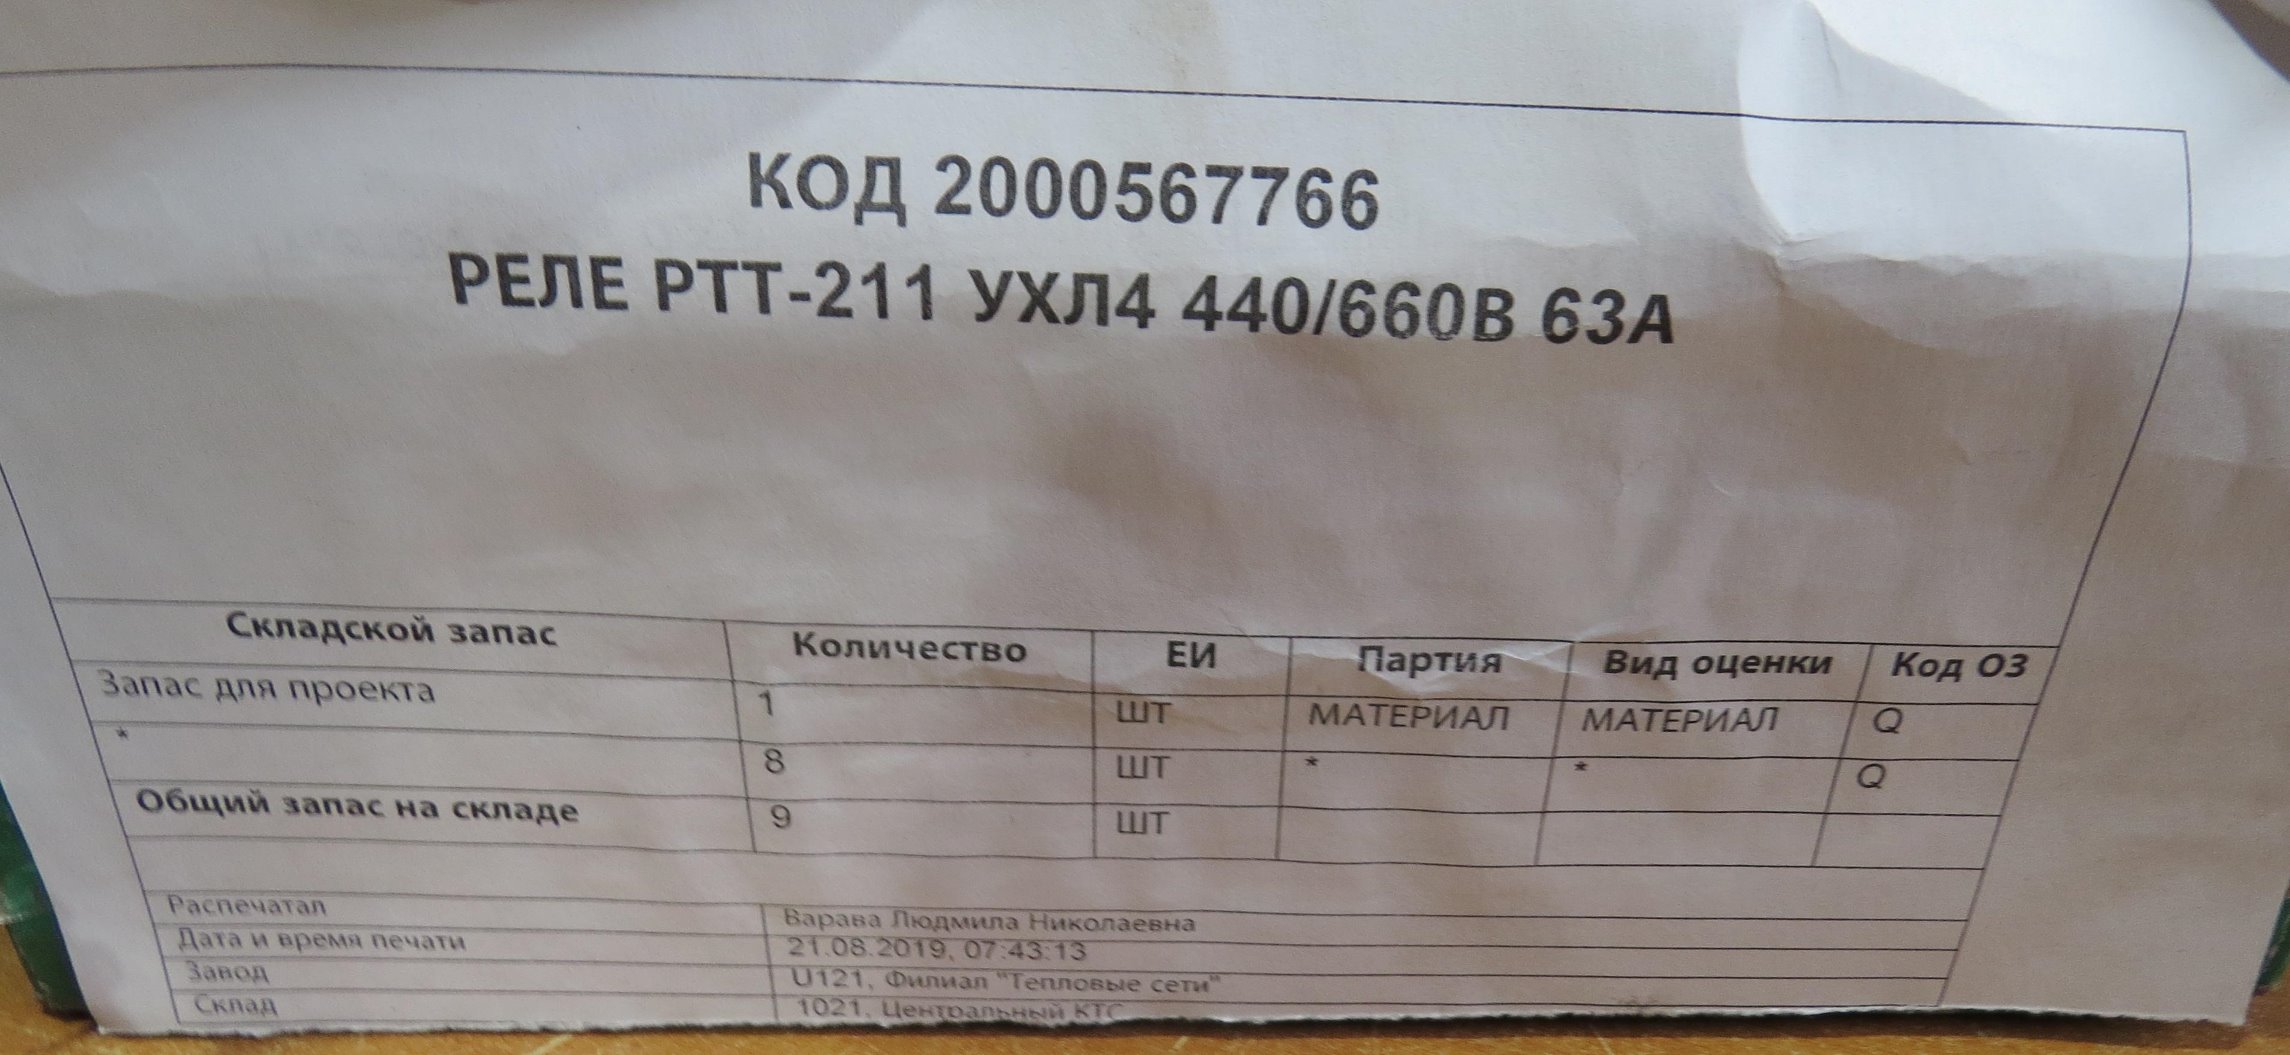 КОД 2000567766
РЕЛЕ РТТ-211 УХЛ4 440/660В 63А
Складской запас Количество ЕИ Партия Вид оценки Код ОЗ
Запас для проекта 1 ШТ МАТЕРИАЛ МАТЕРИАЛ Q
* 8 ШТ * * Q
Общий запас на складе 9 ШТ
Распечатал Варава Людмила Николаевна
Дата и время печати 21.08.2019, 07:43:13
Завод U121, Филиал "Тепловые сети"
Склад 1021, Центральный КТС